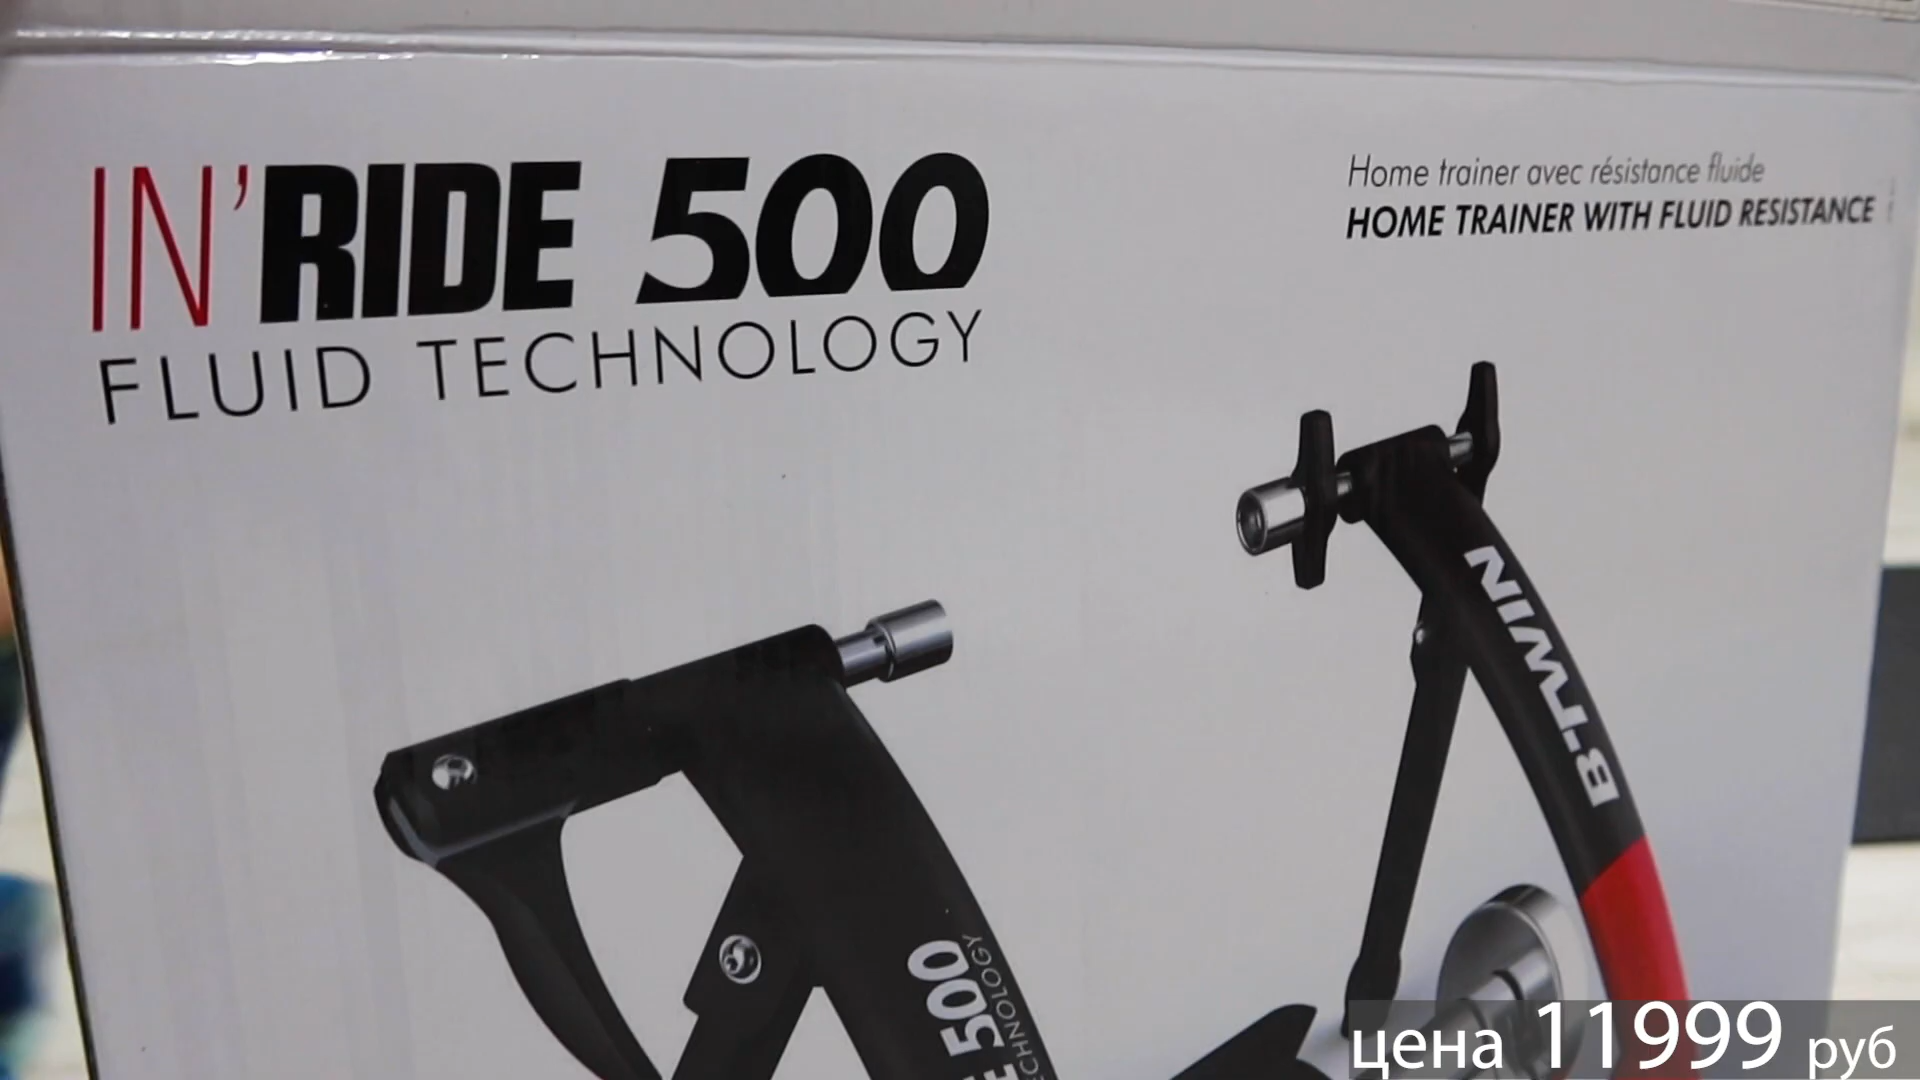 IN'RIDE 500
FLUID TECHNOLOGY
Home trainer avec résistance fluide
HOME TRAINER WITH FLUID RESISTANCE
B'TWIN
500
TECHNOLOGY
цена 11999 руб